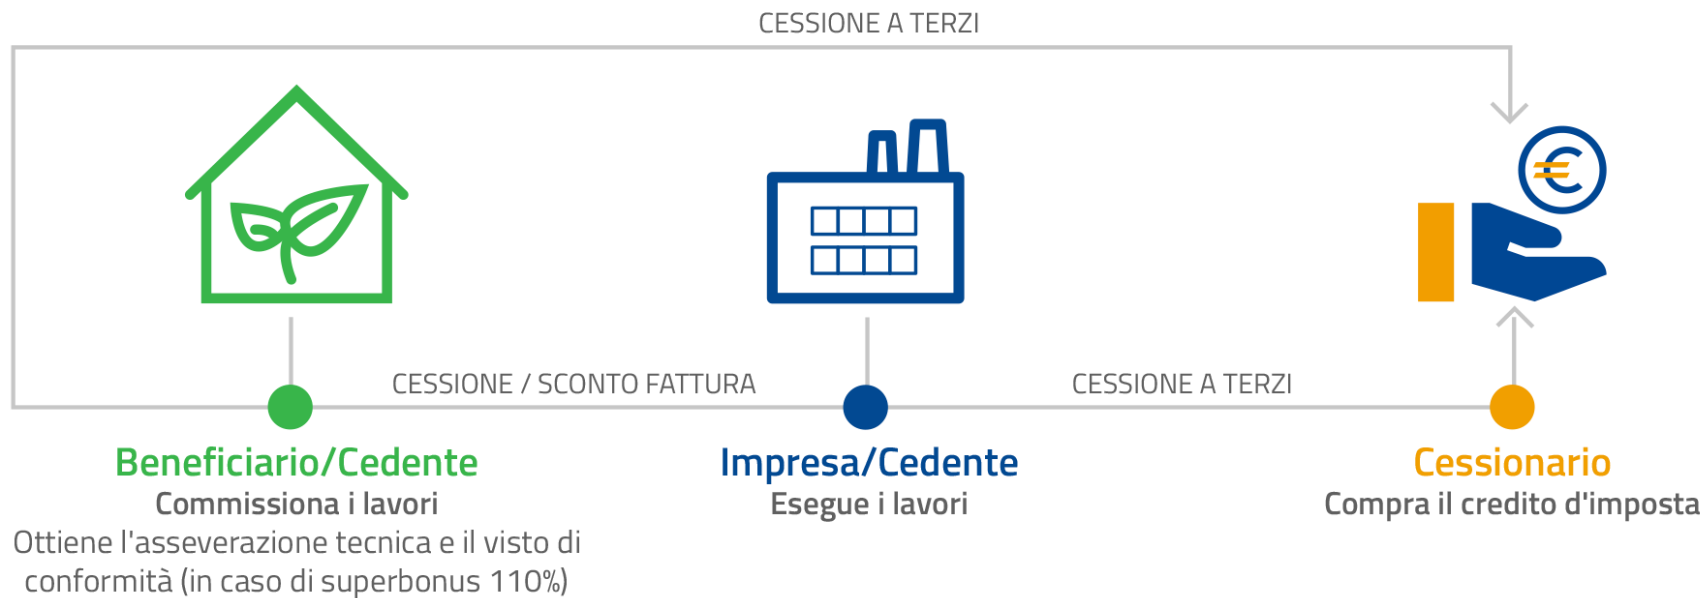 CESSIONE A TERZI
CESSIONE / SCONTO FATTURA
CESSIONE A TERZI
Beneficiario/Cedente
Commissiona i lavori
Ottiene l'asseverazione tecnica e il visto di
conformità (in caso di superbonus 110%)
Impresa/Cedente
Esegue i lavori
Cessionario
Compra il credito d'imposta